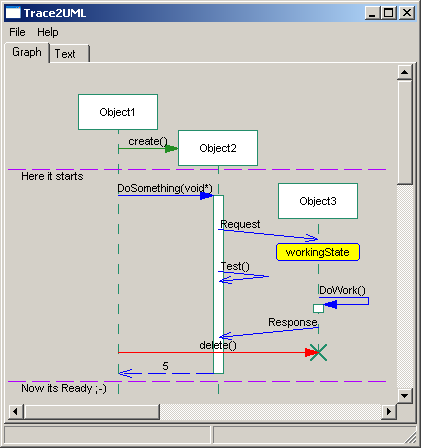 Trace2UML
File Help
Graph Text
Object1
create()
Object2
Here it starts
DoSomething(void*)
Object3
Request
workingState
Test()
DoWork()
Response
delete()
5
Now its Ready ;-)